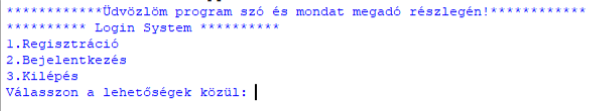 ************Üdvözlöm program szó és mondat megadó részlegén!************
********** Login System **********
1.Regisztráció
2.Bejelentkezés
3.Kilépés
Válasszon a lehetőségek közül: